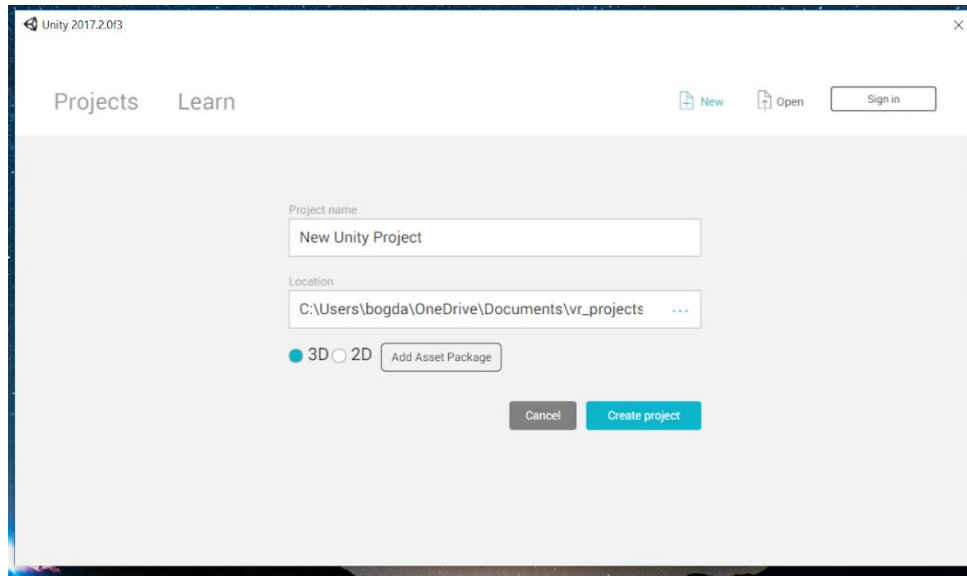 Unity 2017.2.0f3
Projects Learn New Open Sign in
Project name
New Unity Project
Location
C:\Users\bogda\OneDrive\Documents\vr_projects ...
3D 2D Add Asset Package
Cancel Create project